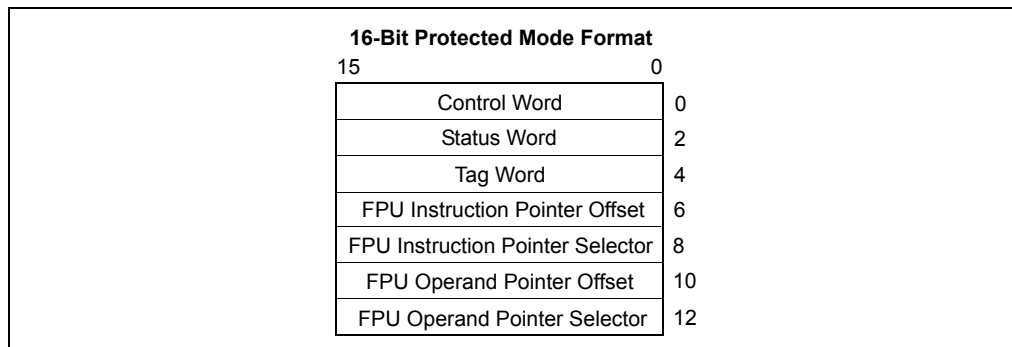 16-Bit Protected Mode Format
15 0
Control Word 0
Status Word 2
Tag Word 4
FPU Instruction Pointer Offset 6
FPU Instruction Pointer Selector 8
FPU Operand Pointer Offset 10
FPU Operand Pointer Selector 12